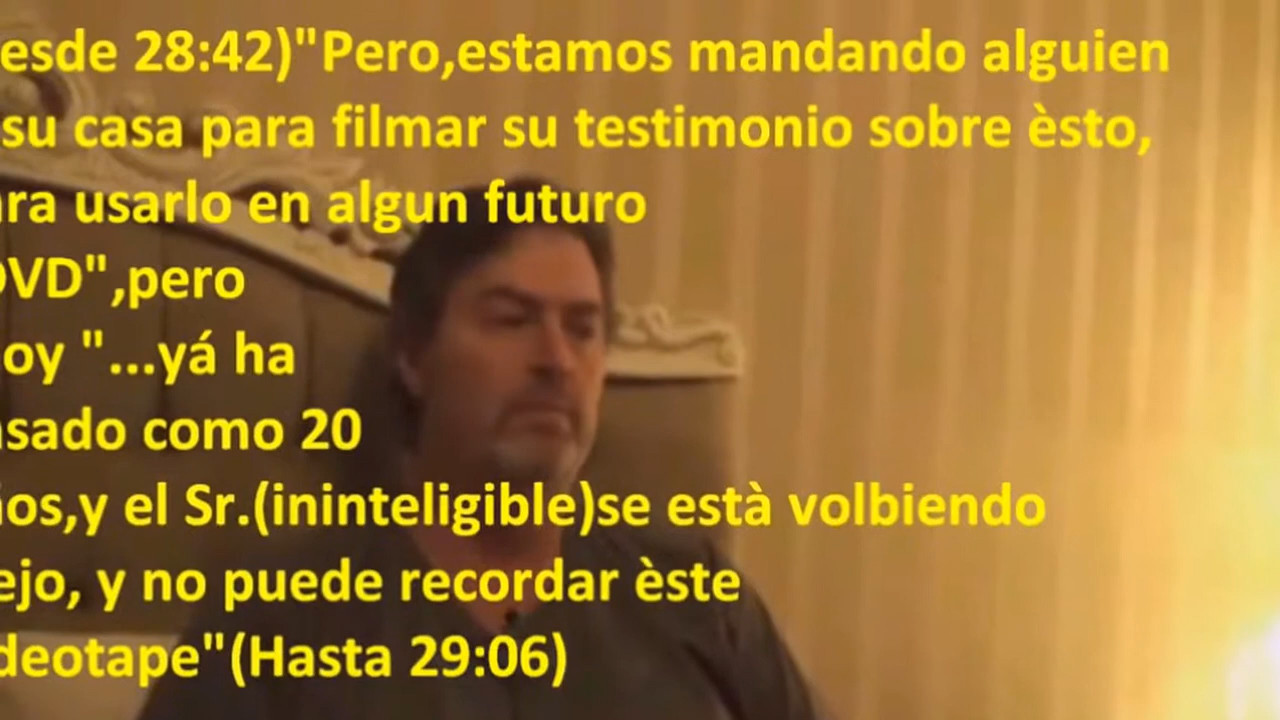 esde 28:42)"Pero,estamos mandando alguien
su casa para filmar su testimonio sobre èsto,
ra usarlo en algun futuro
DVD",pero
oy "...yá ha
sado como 20
ios,y el Sr.(ininteligible)se està volbiendo
ejo, y no puede recordar èste
deotape"(Hasta 29:06)